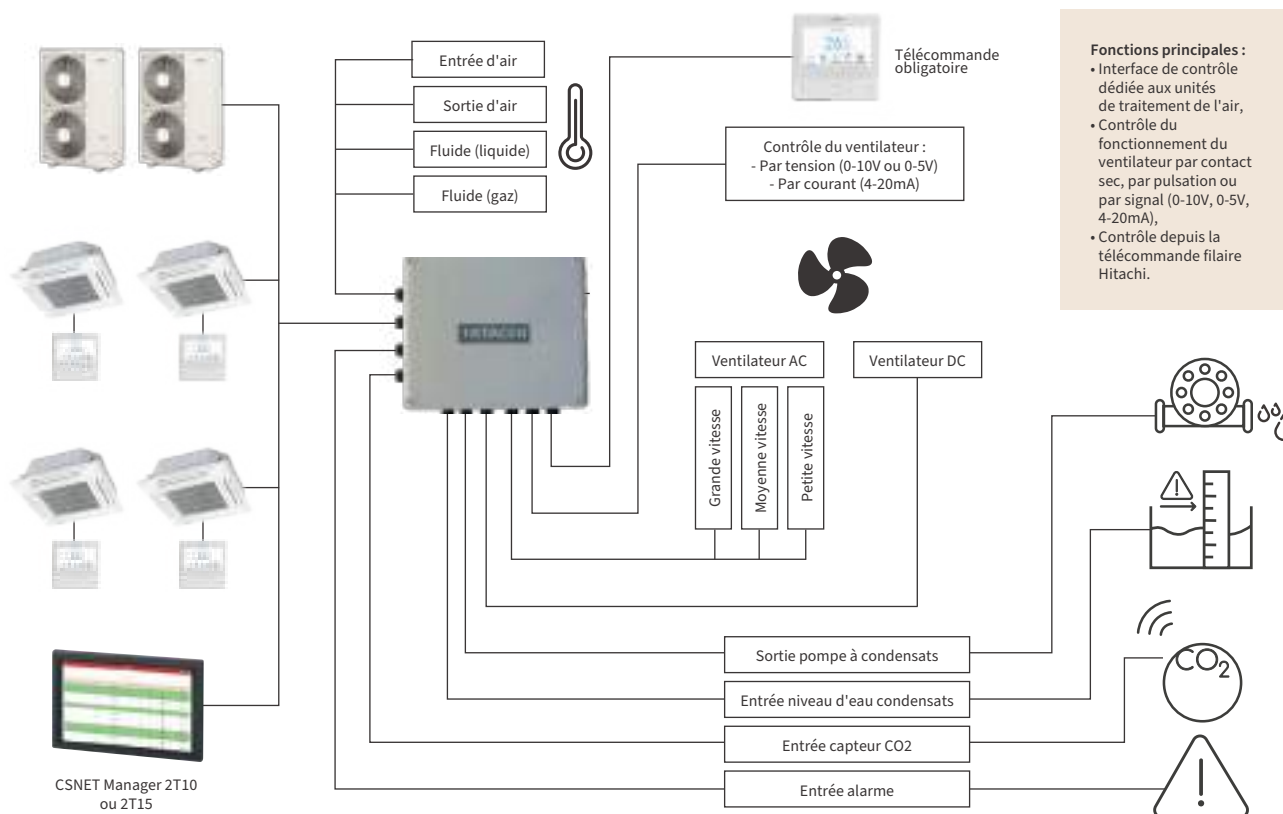 Entrée d'air
Sortie d'air
Fluide (liquide)
Fluide (gaz)
Télécommande
obligatoire
Contrôle du ventilateur :
- Par tension (0-10V ou 0-5V)
- Par courant (4-20mA)
Fonctions principales :
• Interface de contrôle
dédiée aux unités
de traitement de l'air,
• Contrôle du
fonctionnement du
ventilateur par contact
sec, par pulsation ou
par signal (0-10V, 0-5V,
4-20mA),
• Contrôle depuis la
télécommande filaire
Hitachi.
HITACHI
Ventilateur AC
Ventilateur DC
Grande vitesse
Moyenne vitesse
Petite vitesse
Sortie pompe à condensats
Entrée niveau d'eau condensats
Entrée capteur CO2
Entrée alarme
CO2
CSNET Manager 2T10
ou 2T15